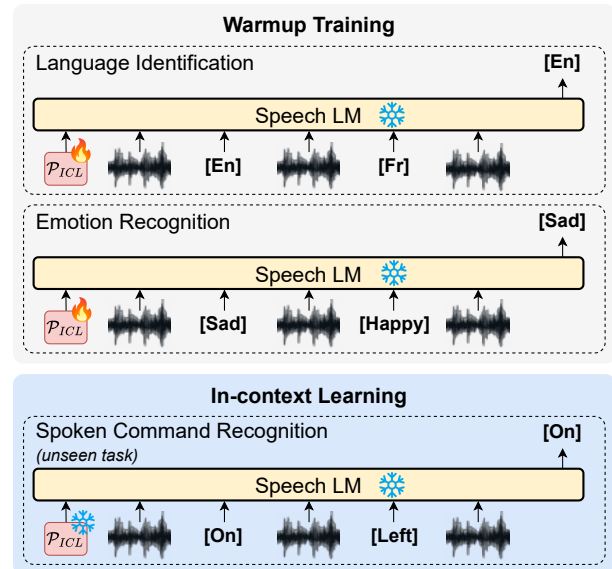 Warmup Training
Language Identification
[En]
Speech LM
P_ICL
[En]
[Fr]
Emotion Recognition
[Sad]
Speech LM
P_ICL
[Sad]
[Happy]
In-context Learning
Spoken Command Recognition
[On]
(unseen task)
Speech LM
P_ICL
[On]
[Left]